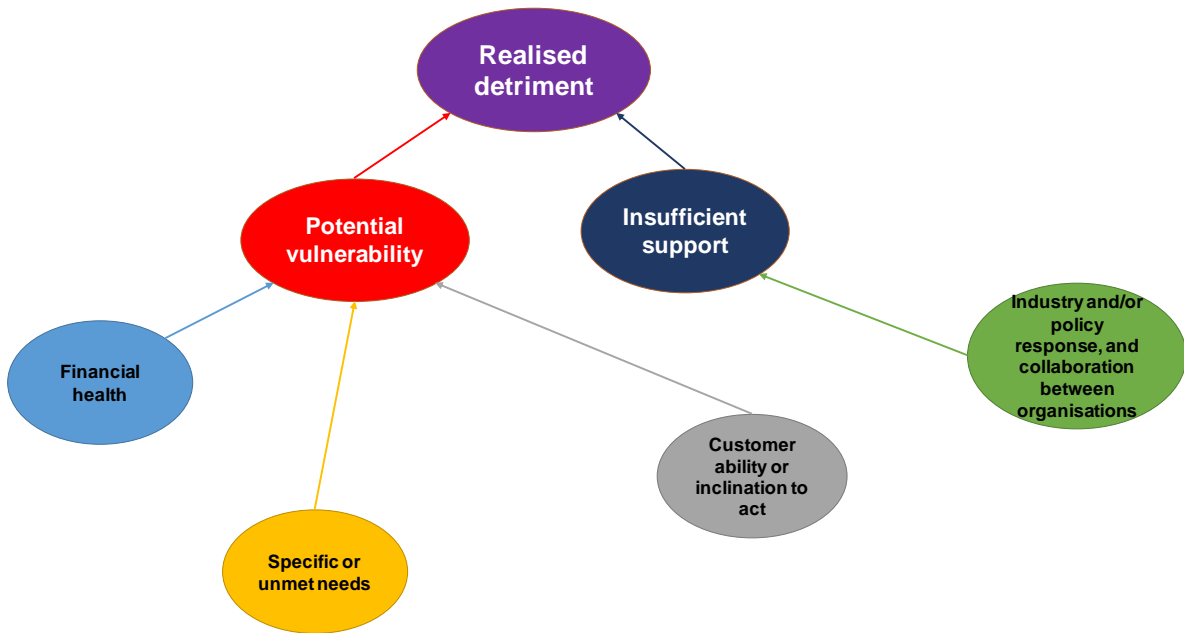 Realised
detriment
Potential
vulnerability
Insufficient
support
Financial
health
Industry and/or
policy
response, and
collaboration
between
organisations
Customer
ability or
inclination to
act
Specific or
unmet needs